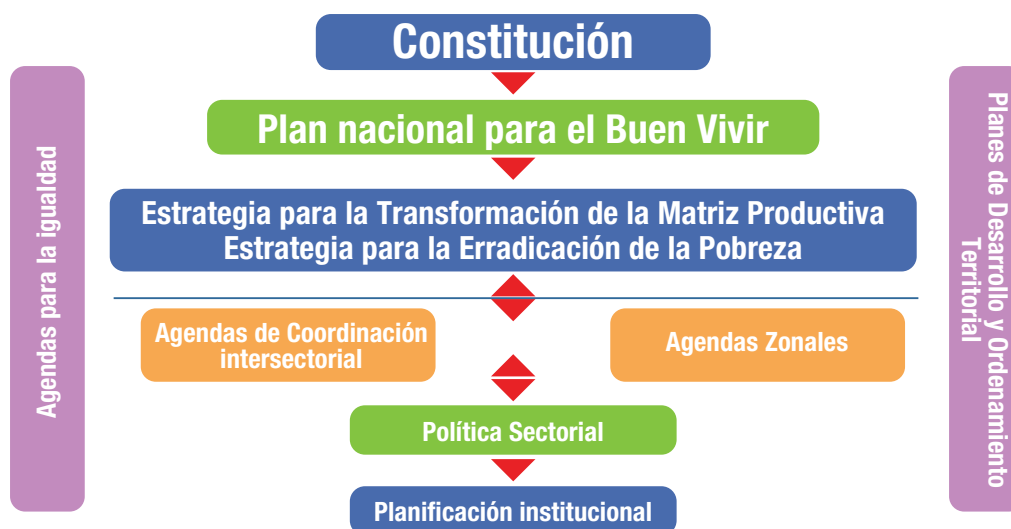 Constitución
Plan nacional para el Buen Vivir
Estrategia para la Transformación de la Matriz Productiva
Estrategia para la Erradicación de la Pobreza
Agendas de Coordinación
intersectorial
Agendas Zonales
Política Sectorial
Planificación institucional
Agendas para la igualdad
Planes de Desarrollo y Ordenamiento
Territorial